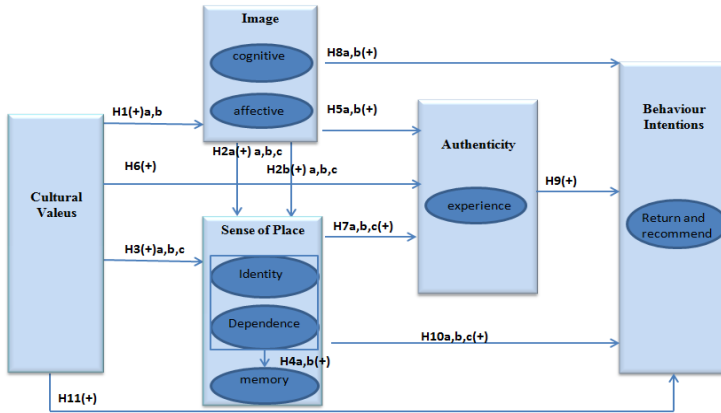 Image
cognitive
affective
H8a,b(+)
H1(+)a,b
H5a,b(+)
H2a(+) a,b,c
H2b(+) a,b,c
H6(+)
Cultural
Valeus
Authenticity
experience
H9(+)
Behaviour
Intentions
Return and
recommend
Sense of Place
H7a,b,c(+)
H3(+)a,b,c
Identity
Dependence
H10a,b,c(+)
H4a,b(+)
memory
H11(+)